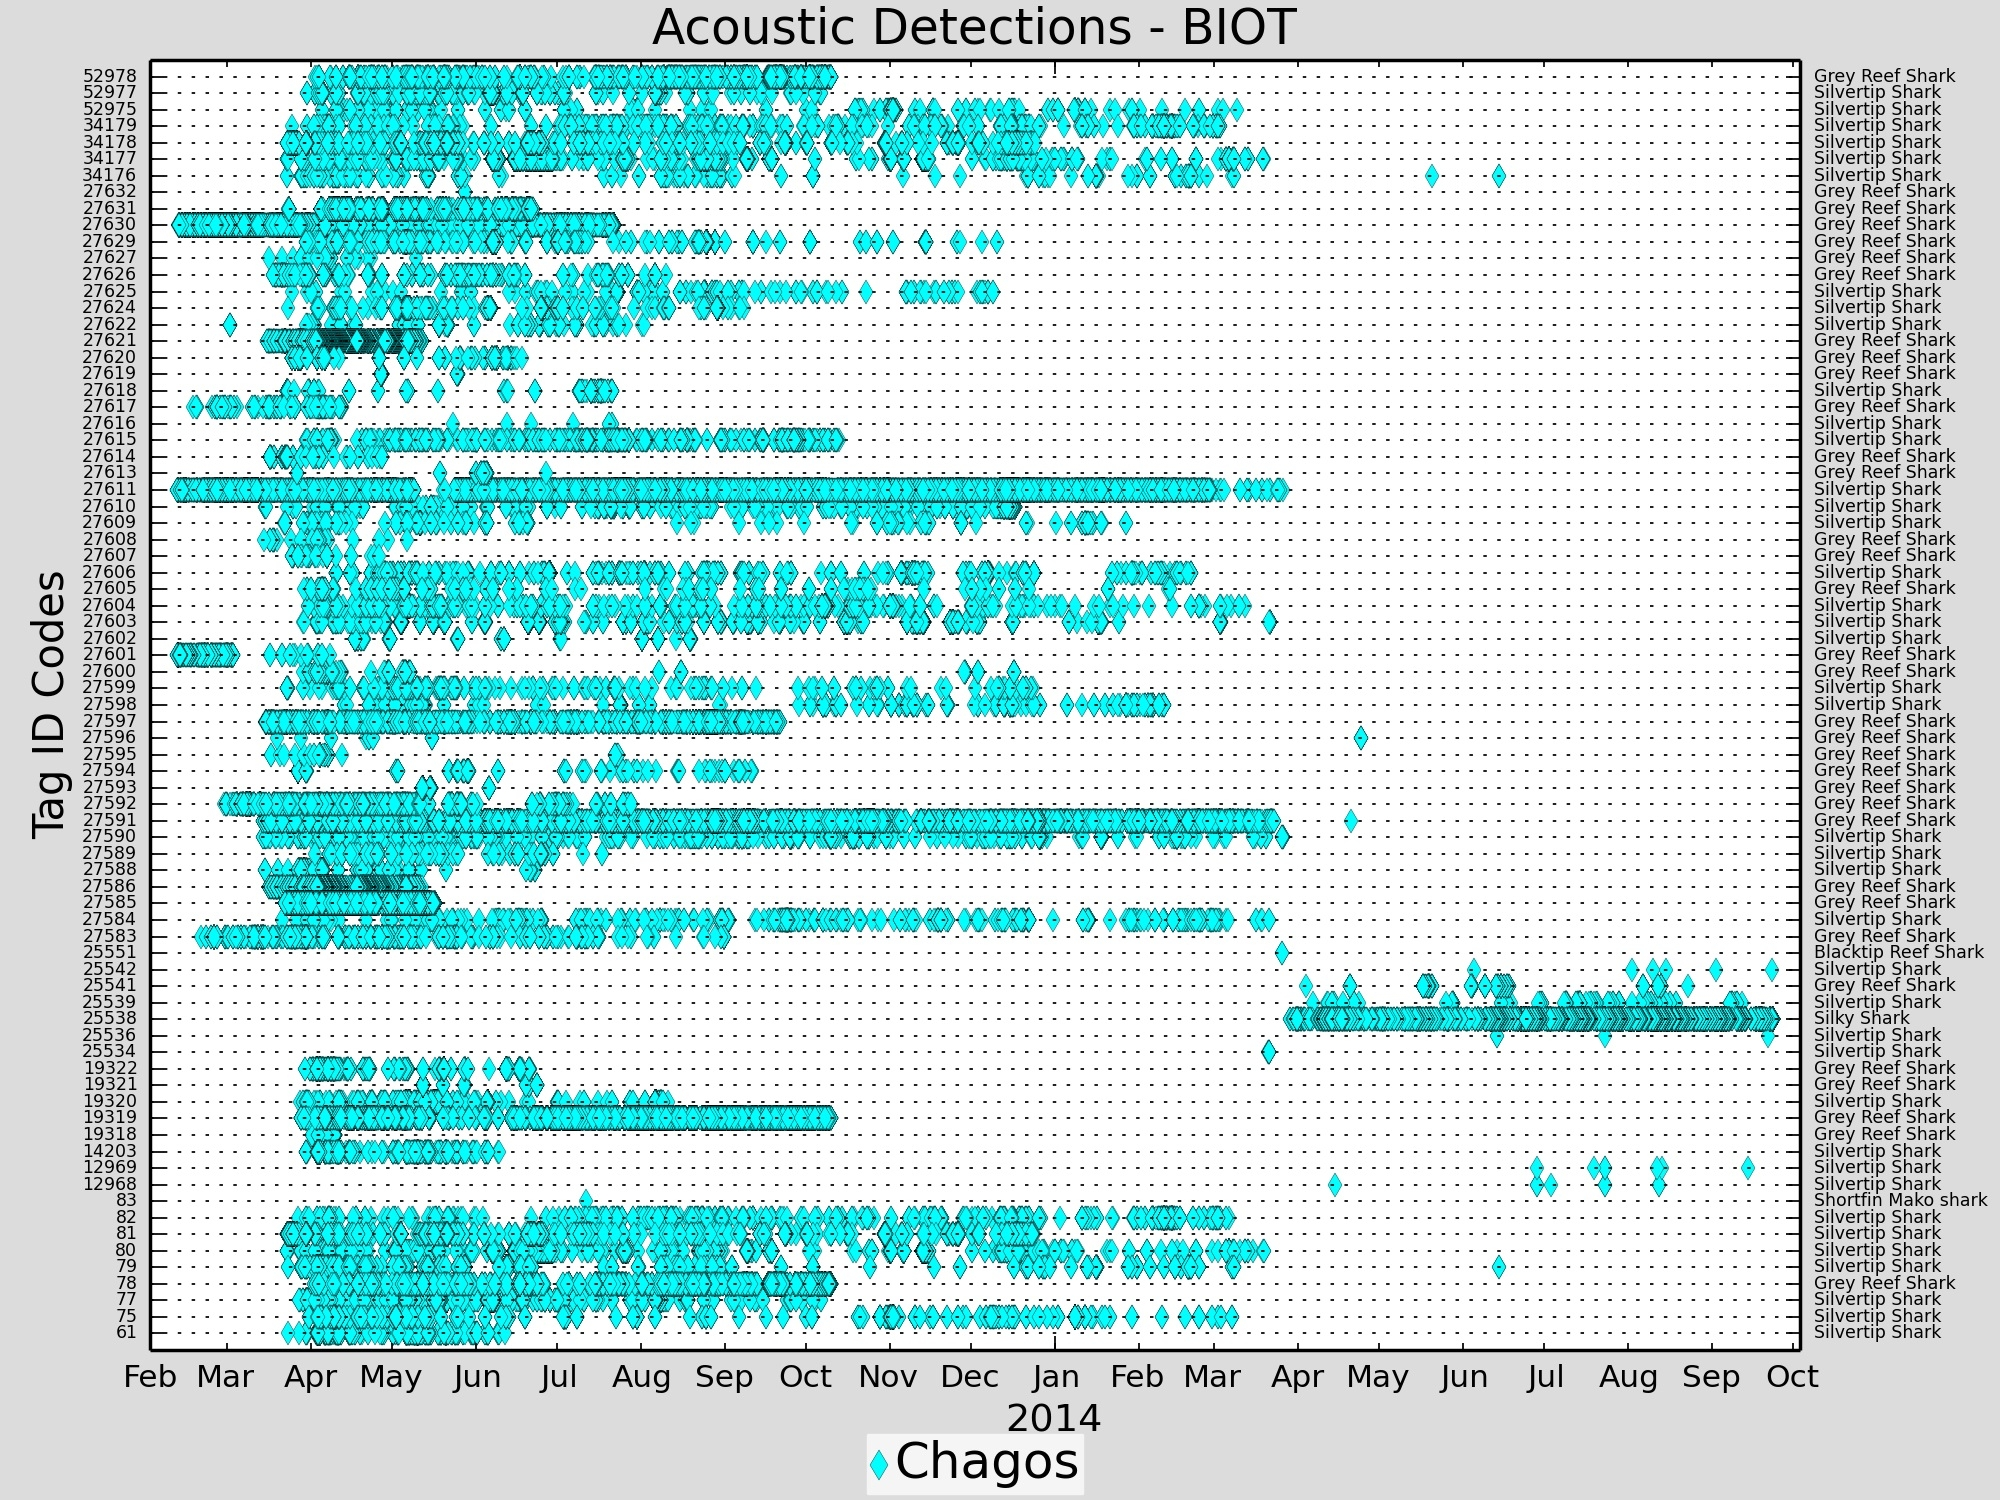 Acoustic Detections - BIOT
Tag ID Codes
52978 Grey Reef Shark
52977 Silvertip Shark
52975 Silvertip Shark
34179 Silvertip Shark
34178 Silvertip Shark
34177 Silvertip Shark
34176 Silvertip Shark
27632 Grey Reef Shark
27631 Grey Reef Shark
27630 Grey Reef Shark
27629 Grey Reef Shark
27627 Grey Reef Shark
27626 Grey Reef Shark
27625 Silvertip Shark
27624 Silvertip Shark
27622 Silvertip Shark
27621 Grey Reef Shark
27620 Grey Reef Shark
27619 Grey Reef Shark
27618 Silvertip Shark
27617 Grey Reef Shark
27616 Silvertip Shark
27615 Silvertip Shark
27614 Grey Reef Shark
27613 Grey Reef Shark
27611 Silvertip Shark
27610 Silvertip Shark
27609 Silvertip Shark
27608 Grey Reef Shark
27607 Grey Reef Shark
27606 Silvertip Shark
27605 Grey Reef Shark
27604 Silvertip Shark
27603 Silvertip Shark
27602 Silvertip Shark
27601 Grey Reef Shark
27600 Grey Reef Shark
27599 Silvertip Shark
27598 Silvertip Shark
27597 Grey Reef Shark
27596 Grey Reef Shark
27595 Grey Reef Shark
27594 Grey Reef Shark
27593 Grey Reef Shark
27592 Grey Reef Shark
27591 Grey Reef Shark
27590 Silvertip Shark
27589 Silvertip Shark
27588 Silvertip Shark
27586 Grey Reef Shark
27585 Grey Reef Shark
27584 Silvertip Shark
27583 Grey Reef Shark
25551 Blacktip Reef Shark
25542 Silvertip Shark
25541 Grey Reef Shark
25539 Silvertip Shark
25538 Silky Shark
25536 Silvertip Shark
25534 Silvertip Shark
19322 Grey Reef Shark
19321 Grey Reef Shark
19320 Silvertip Shark
19319 Grey Reef Shark
19318 Grey Reef Shark
14203 Silvertip Shark
12969 Silvertip Shark
12968 Silvertip Shark
83 Shortfin Mako shark
82 Silvertip Shark
81 Silvertip Shark
80 Silvertip Shark
79 Silvertip Shark
78 Grey Reef Shark
77 Silvertip Shark
75 Silvertip Shark
61 Silvertip Shark
Feb Mar Apr May Jun Jul Aug Sep Oct Nov Dec Jan Feb Mar Apr May Jun Jul Aug Sep Oct
2014
Chagos